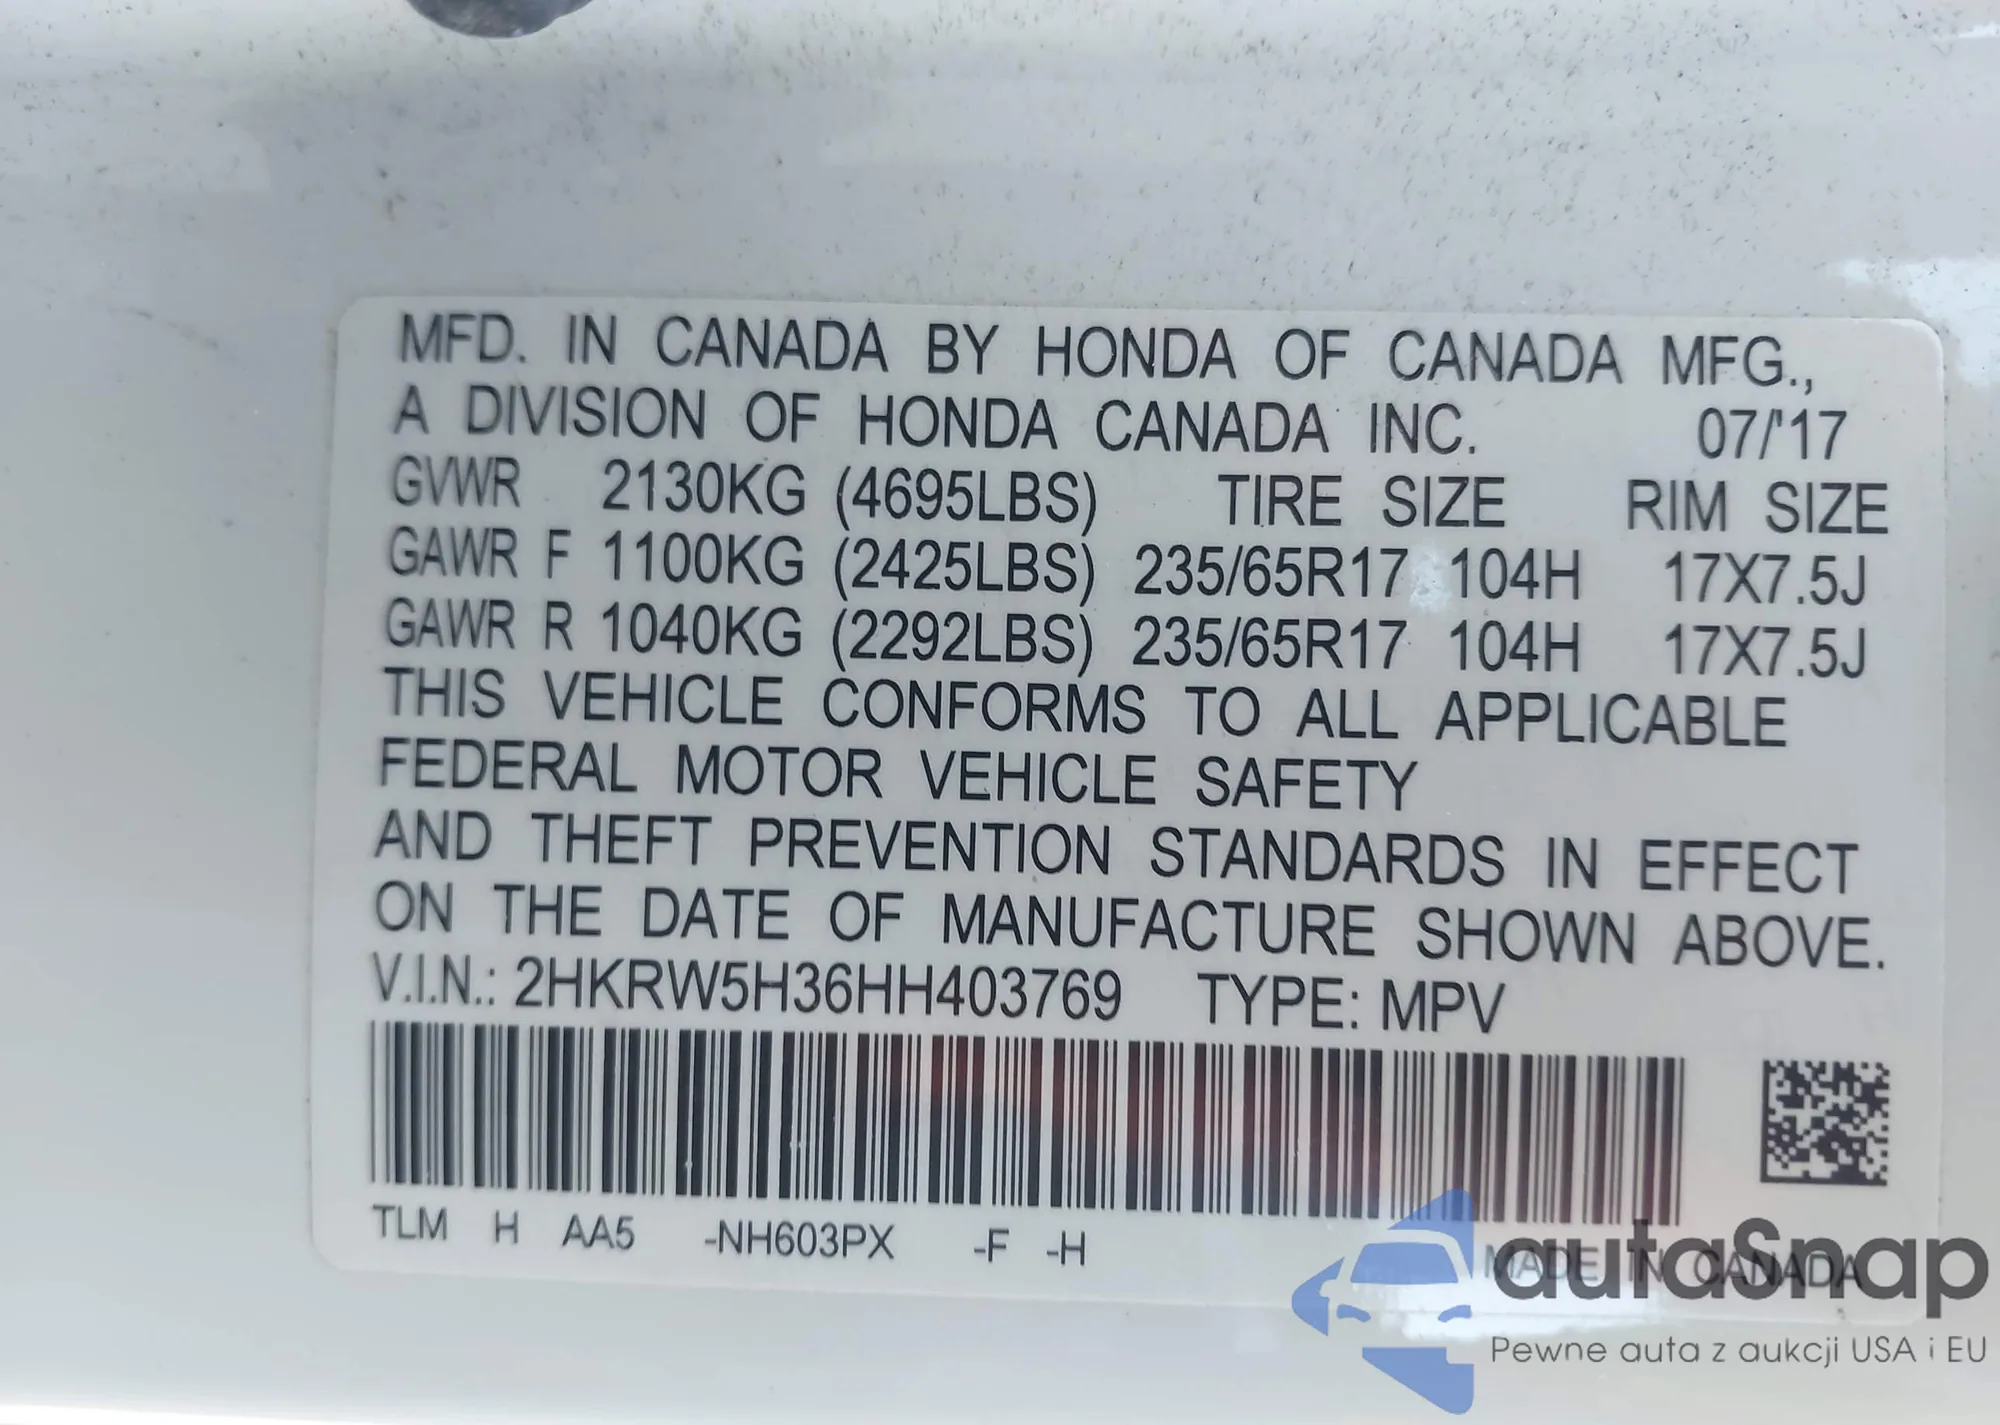 MFD. IN CANADA BY HONDA OF CANADA MFG.,
A DIVISION OF HONDA CANADA INC. 07/'17
GVWR 2130KG (4695LBS) TIRE SIZE RIM SIZE
GAWR F 1100KG (2425LBS) 235/65R17 104H 17X7.5J
GAWR R 1040KG (2292LBS) 235/65R17 104H 17X7.5J
THIS VEHICLE CONFORMS TO ALL APPLICABLE
FEDERAL MOTOR VEHICLE SAFETY
AND THEFT PREVENTION STANDARDS IN EFFECT
ON THE DATE OF MANUFACTURE SHOWN ABOVE.
V.I.N.: 2HKRW5H36HH403769 TYPE: MPV
TLM H AA5 -NH603PX -F -H
MADE IN CANADA
autoSnap
Pewne auta z aukcji USA i EU